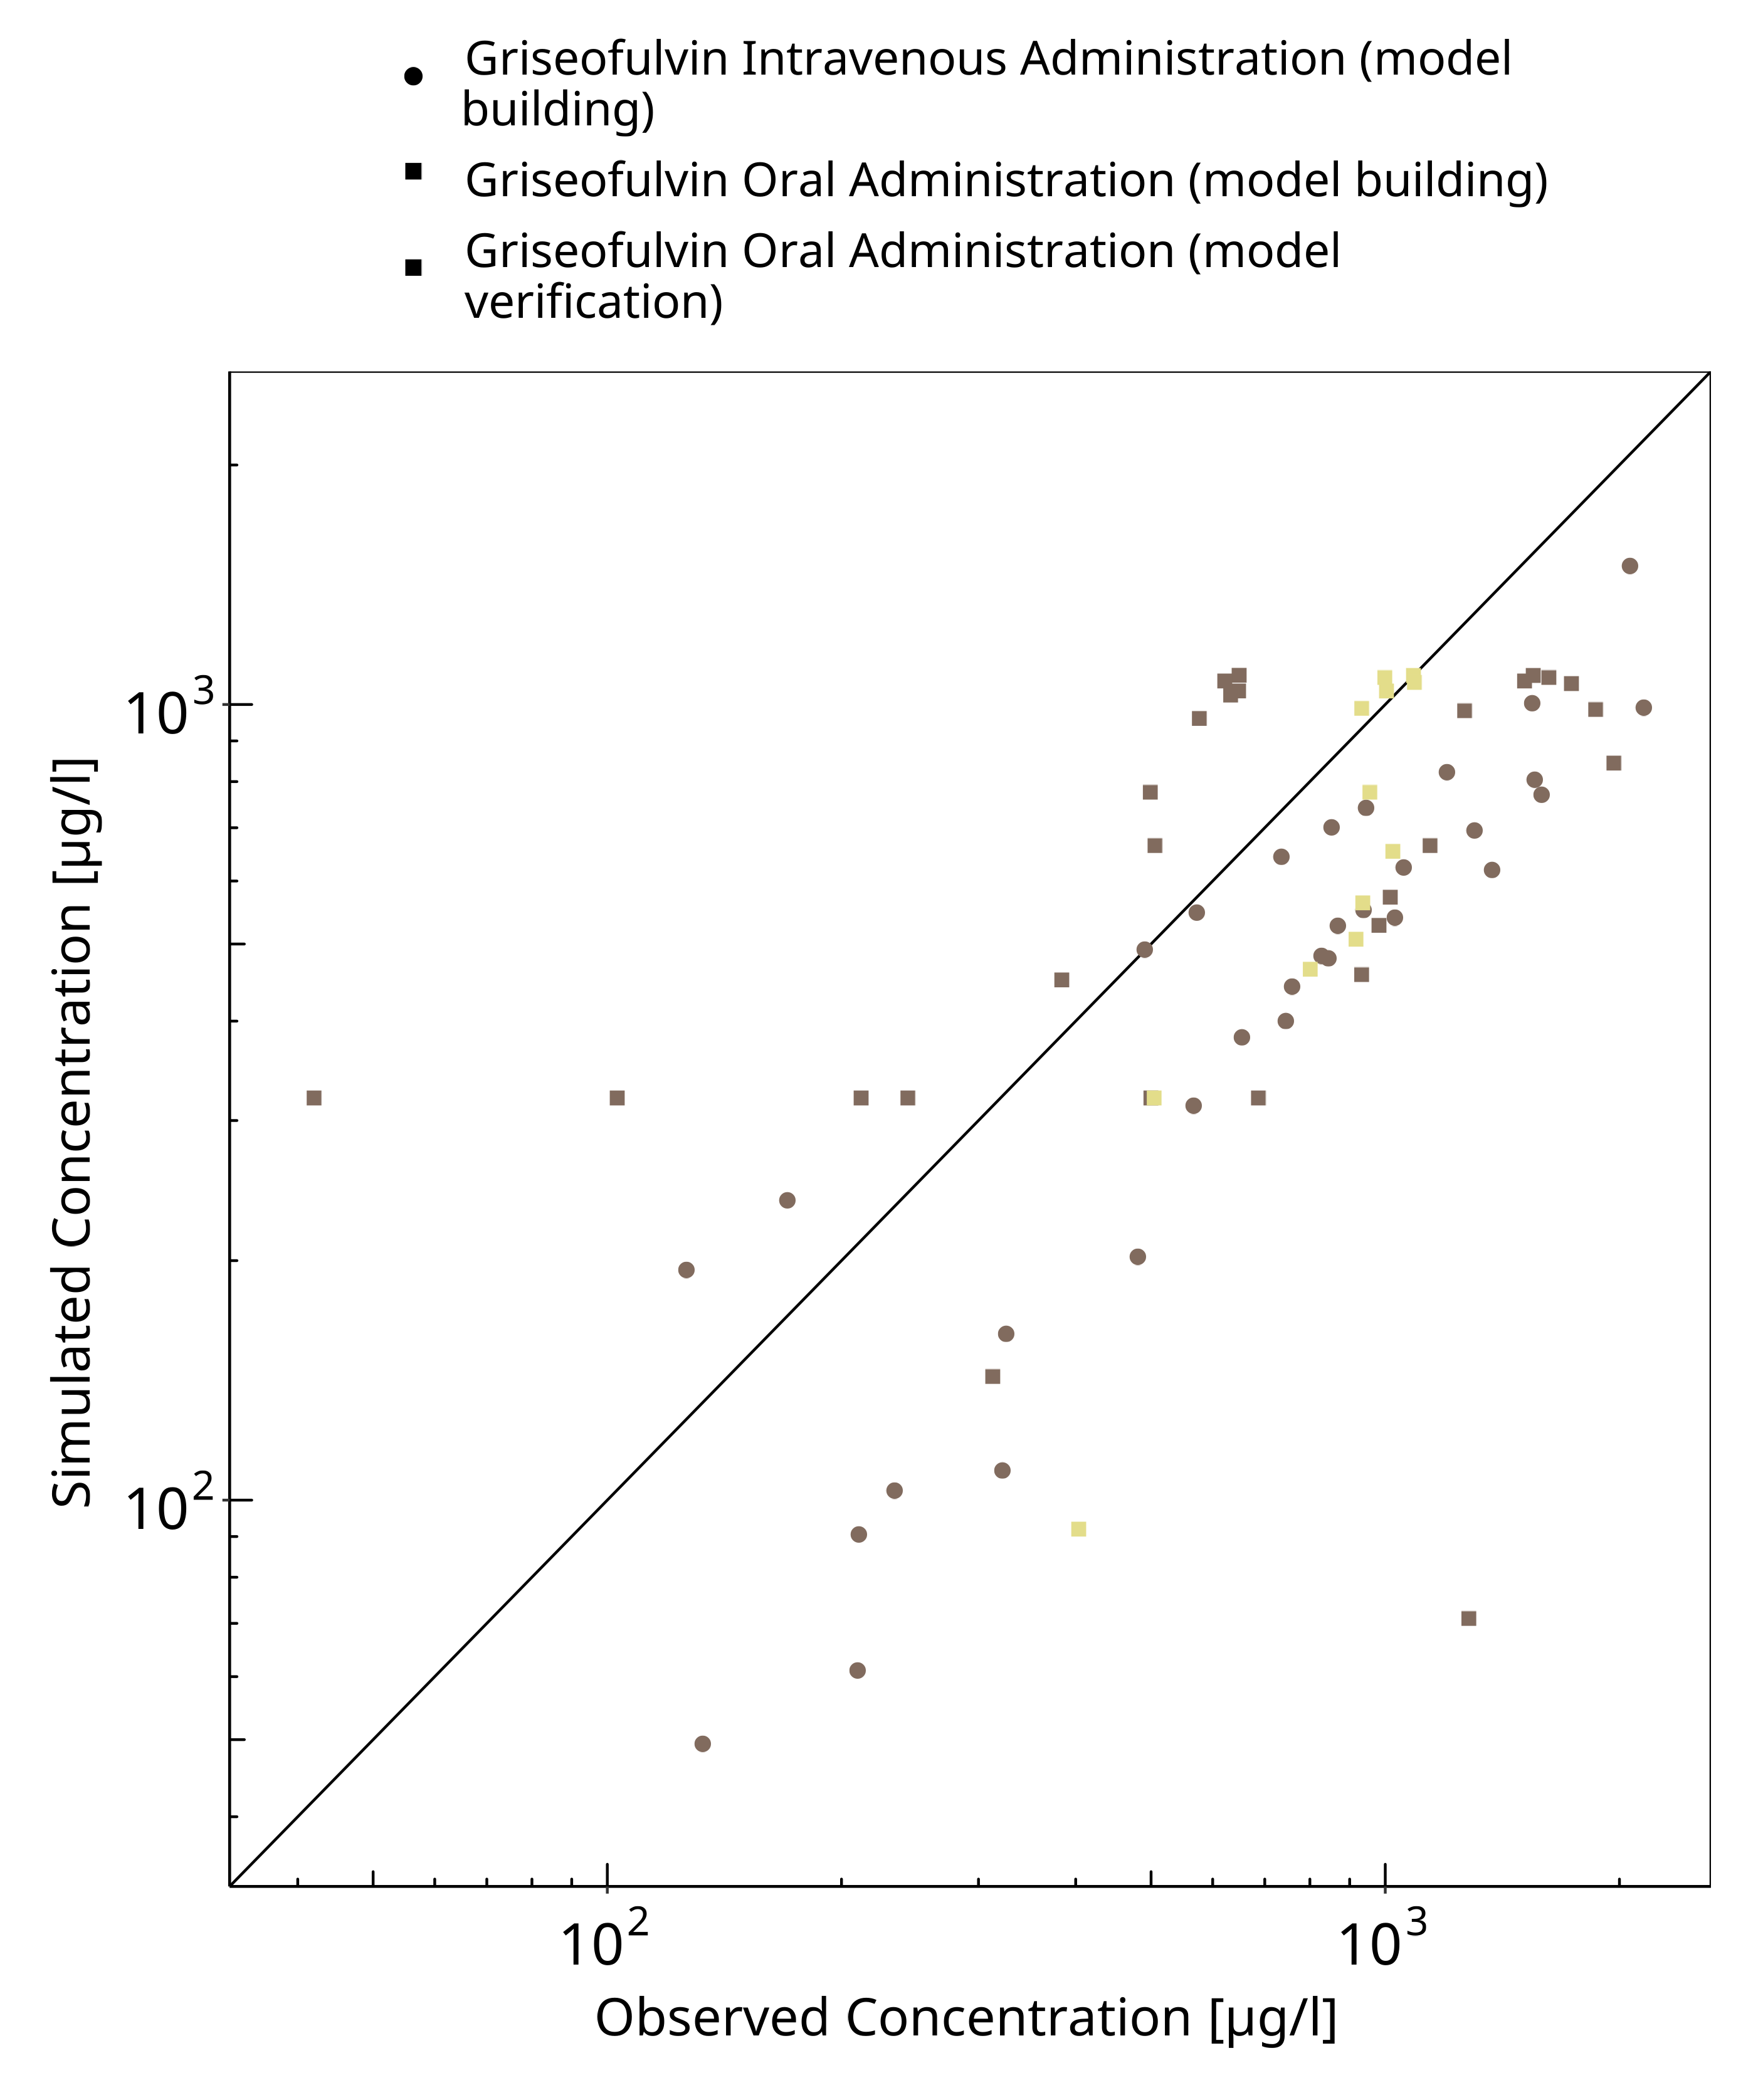 Griseofulvin Intravenous Administration (model
building)
Griseofulvin Oral Administration (model building)
Griseofulvin Oral Administration (model
verification)
Simulated Concentration [µg/l]
10³
10²
10²
10³
Observed Concentration [µg/l]